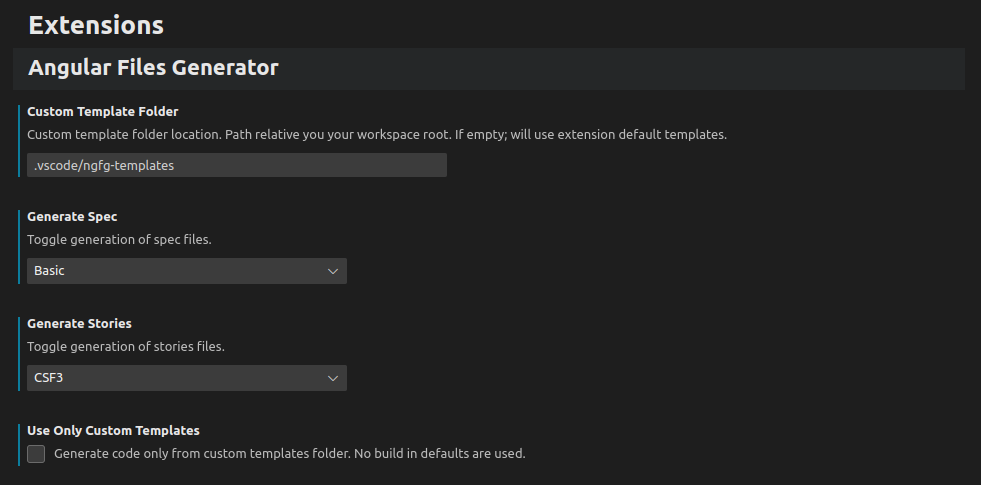 Extensions
Angular Files Generator
Custom Template Folder
Custom template folder location. Path relative you your workspace root. If empty; will use extension default templates.
.vscode/ngfg-templates
Generate Spec
Toggle generation of spec files.
Basic
Generate Stories
Toggle generation of stories files.
CSF3
Use Only Custom Templates
Generate code only from custom templates folder. No build in defaults are used.